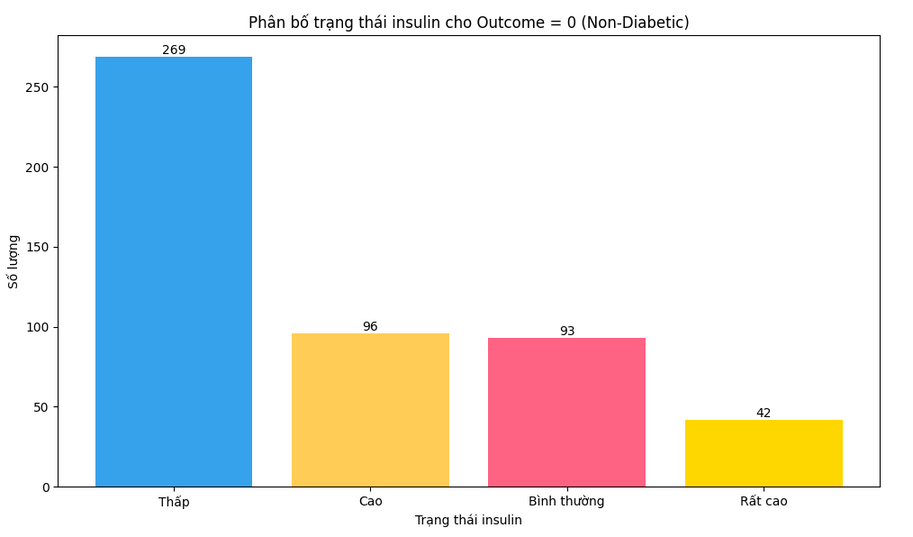 Phân bố trạng thái insulin cho Outcome = 0 (Non-Diabetic)
269
250
200
150
100
50
0
96
93
42
Số lượng
Thấp
Cao
Bình thường
Rất cao
Trạng thái insulin